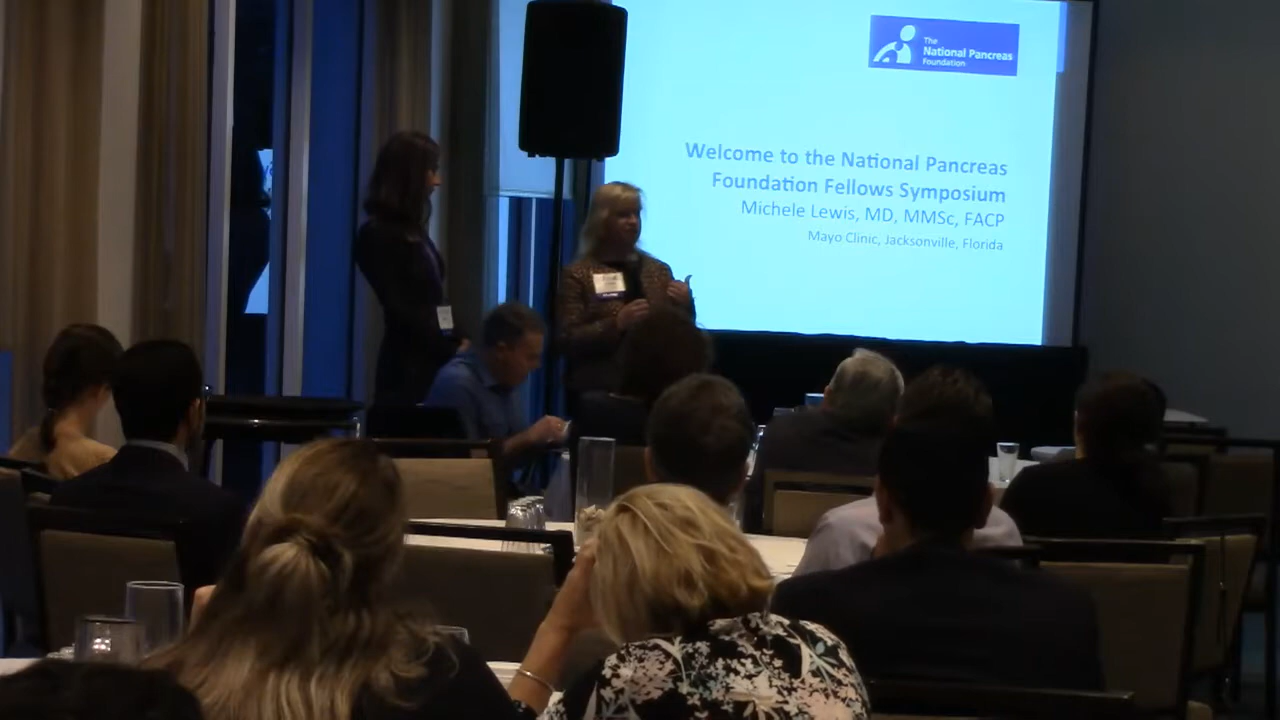 The
National Pancreas
Foundation
Welcome to the National Pancreas
Foundation Fellows Symposium
Michele Lewis, MD, MMSc, FACP
Mayo Clinic, Jacksonville, Florida